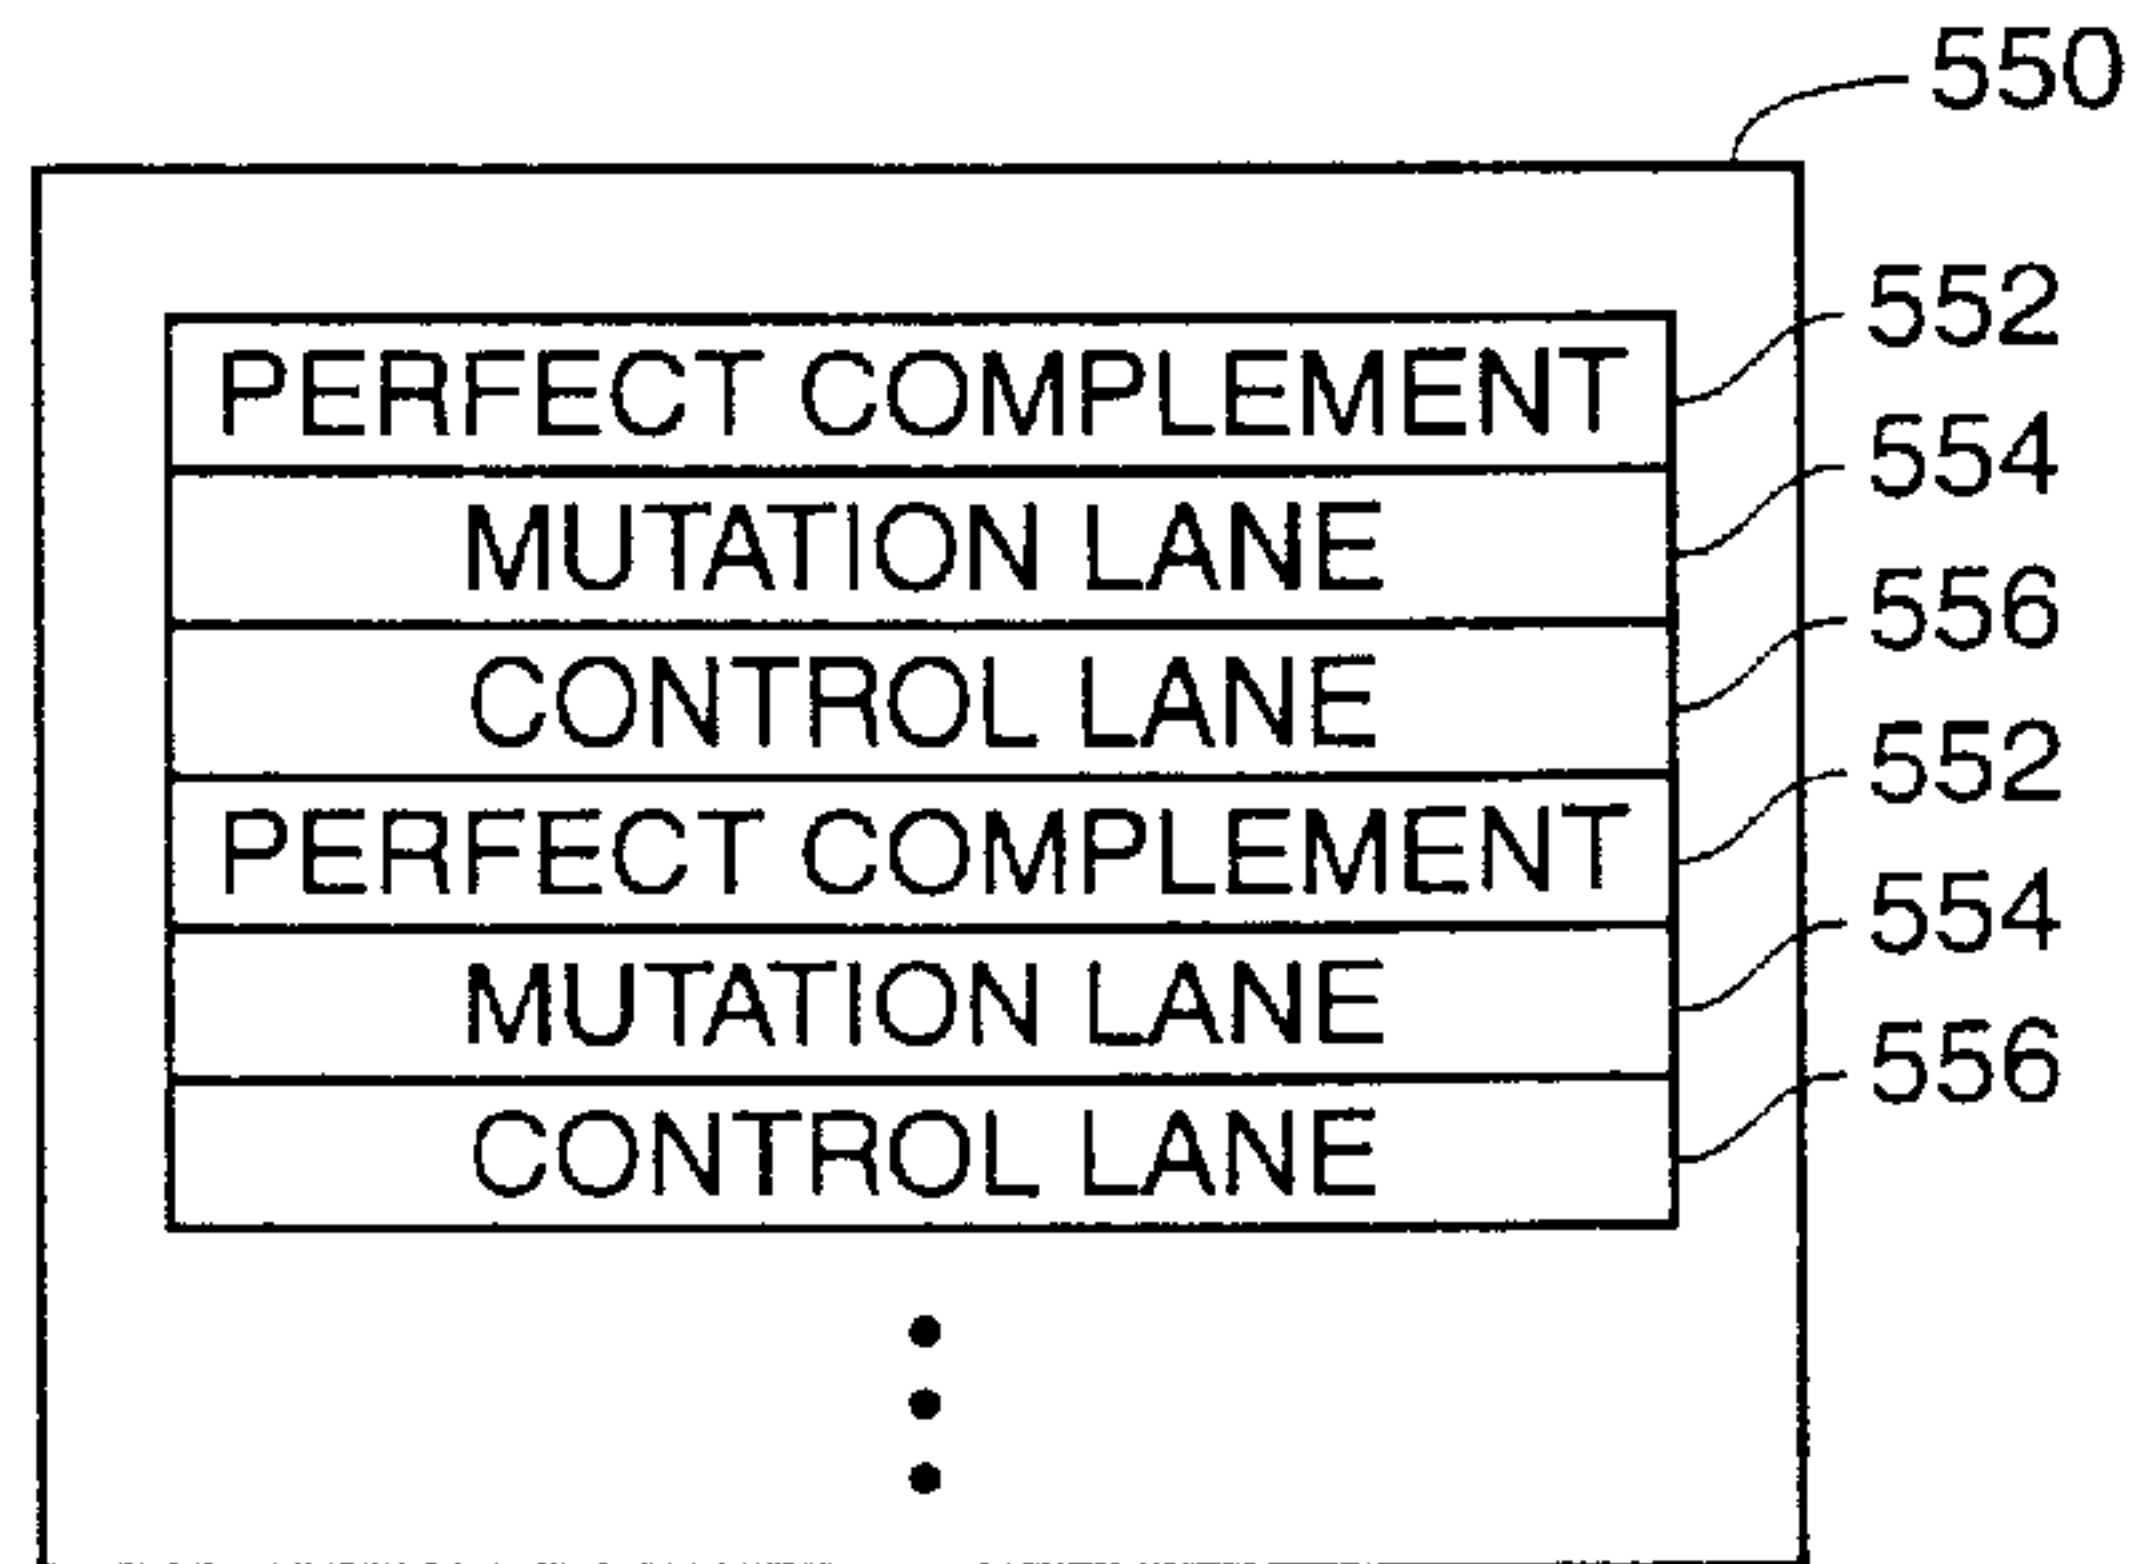 550
PERFECT COMPLEMENT 552
MUTATION LANE 554
CONTROL LANE 556
PERFECT COMPLEMENT 552
MUTATION LANE 554
CONTROL LANE 556